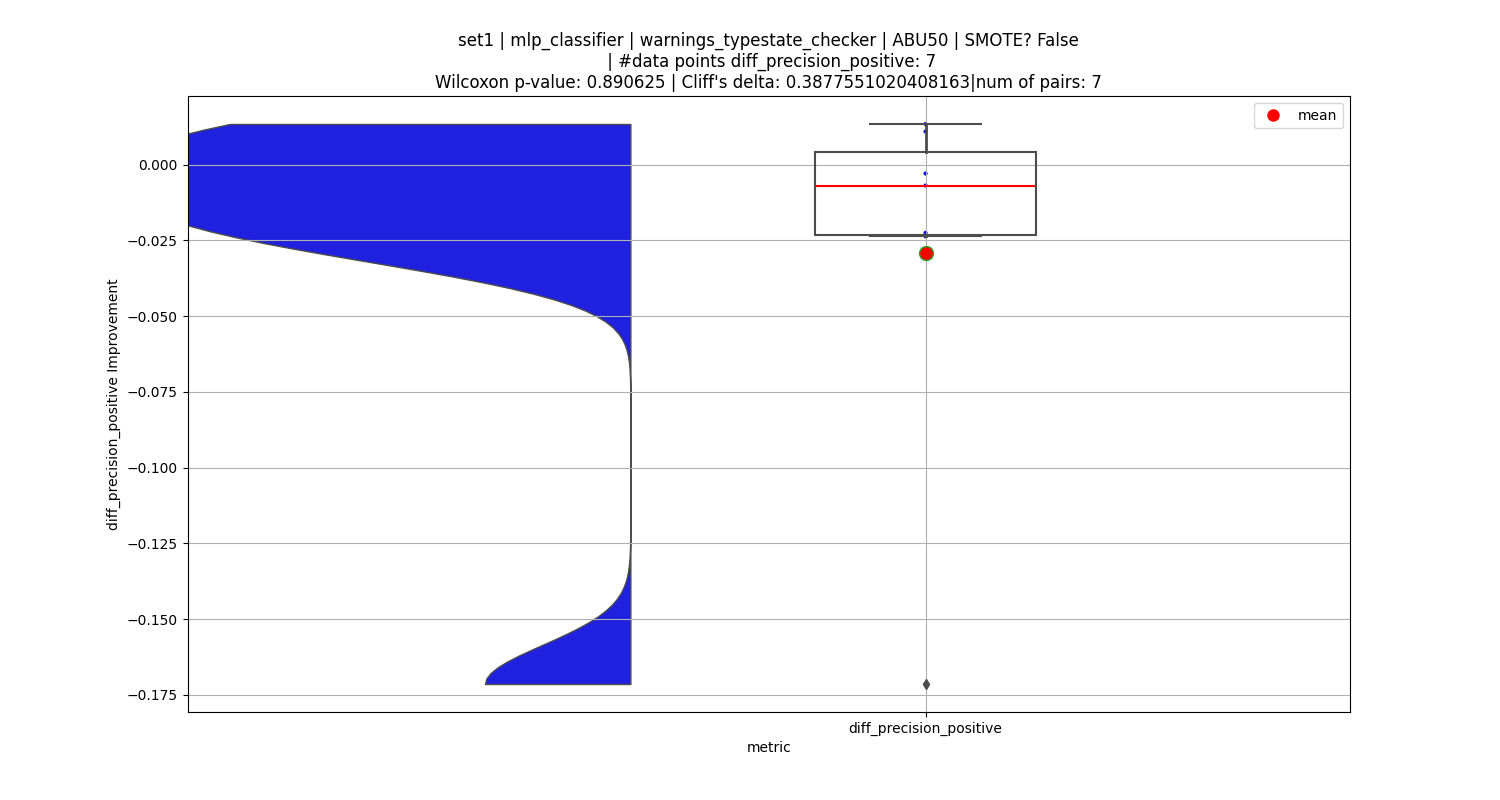 set1 | mlp_classifier | warnings_typestate_checker | ABU50 | SMOTE? False
| #data points diff_precision_positive: 7
Wilcoxon p-value: 0.890625 | Cliff's delta: 0.3877551020408163|num of pairs: 7
mean
0.000
−0.025
−0.050
−0.075
−0.100
−0.125
−0.150
−0.175
diff_precision_positive Improvement
diff_precision_positive
metric